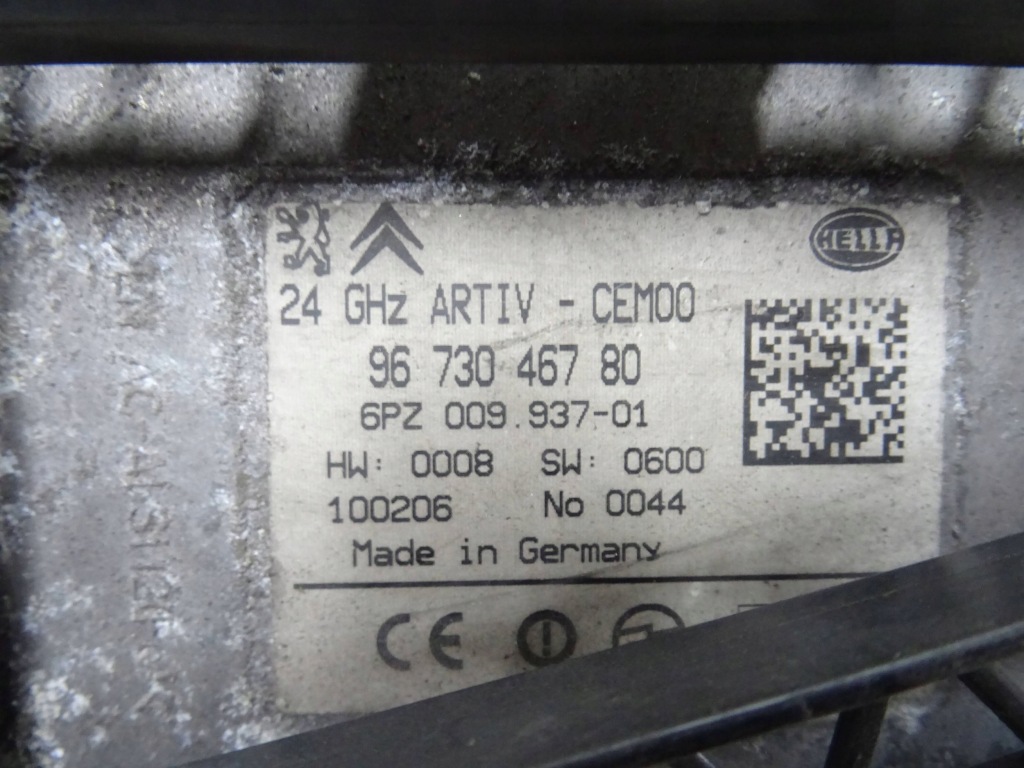 HELLA
24 GHz ARTIV - CEM00
96 730 467 80
6PZ 009.937-01
HW: 0008 SW: 0600
100206 No 0044
Made in Germany
CE